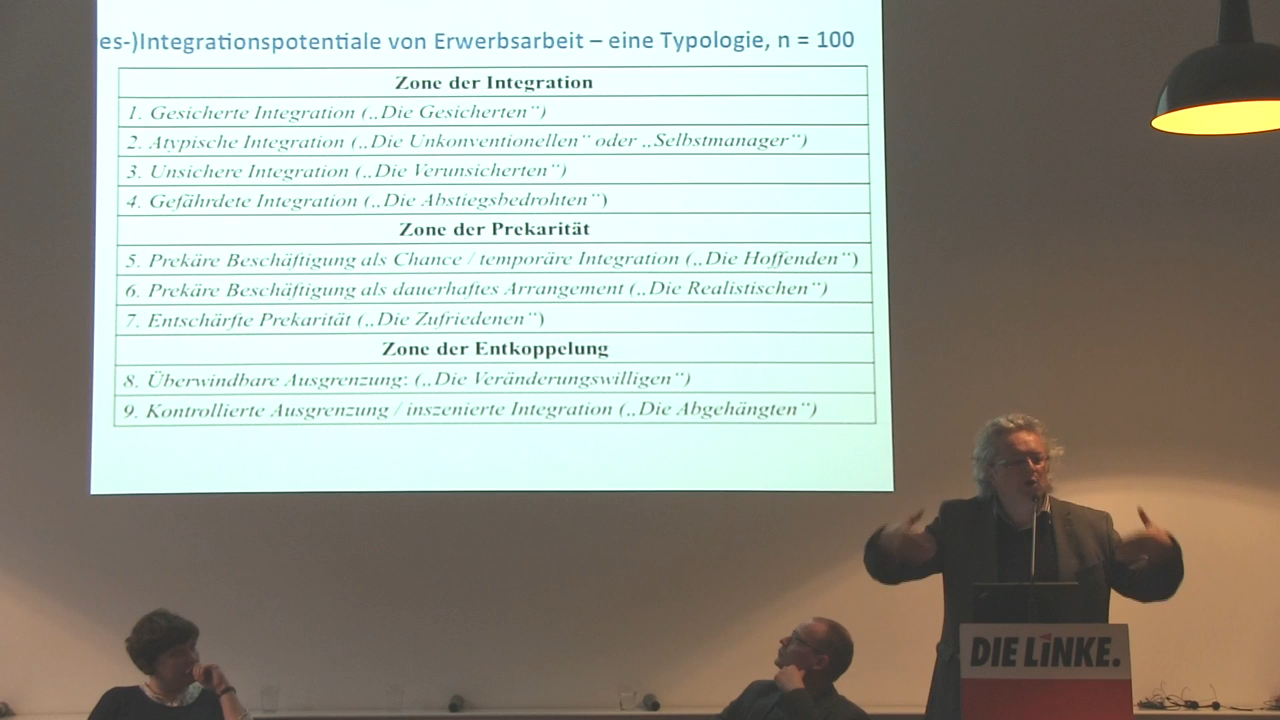 es-)Integrationspotentiale von Erwerbsarbeit – eine Typologie, n = 100
Zone der Integration
1. Gesicherte Integration („Die Gesicherten“)
2. Atypische Integration („Die Unkonventionellen“ oder „Selbstmanager“)
3. Unsichere Integration („Die Verunsicherten“)
4. Gefährdete Integration („Die Abstiegsbedrohten“)
Zone der Prekarität
5. Prekäre Beschäftigung als Chance / temporäre Integration („Die Hoffenden“)
6. Prekäre Beschäftigung als dauerhaftes Arrangement („Die Realistischen“)
7. Entschärfte Prekarität („Die Zufriedenen“)
Zone der Entkoppelung
8. Überwindbare Ausgrenzung: („Die Veränderungswilligen“)
9. Kontrollierte Ausgrenzung / inszenierte Integration („Die Abgehängten“)
DIE LINKE.